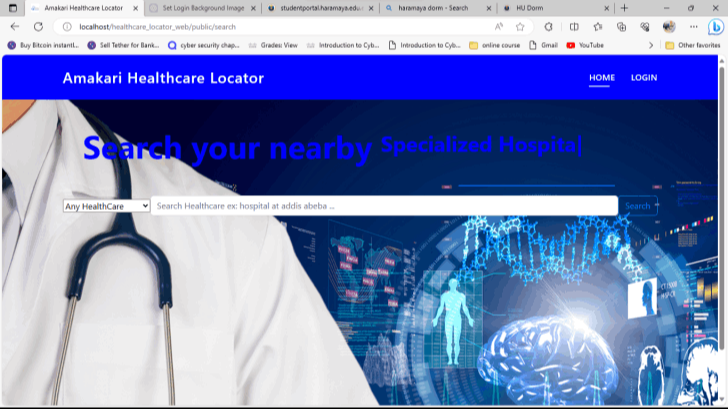 Amakari Healthcare Locator
Set Login Background Image
studentportal.haramaya.edu.
haramaya dorm - Search
HU Dorm
localhost/healthcare_locator_web/public/search
Buy Bitcoin instantl...
Sell Tether for Bank...
cyber security chap...
Grades: View
Introduction to Cyb...
Introduction to Cyb...
online course
Gmail
YouTube
Other favorites
Amakari Healthcare Locator
HOME
LOGIN
Search your nearby Specialized Hospital
Any HealthCare
Search Healthcare ex: hospital at addis abeba ...
Search